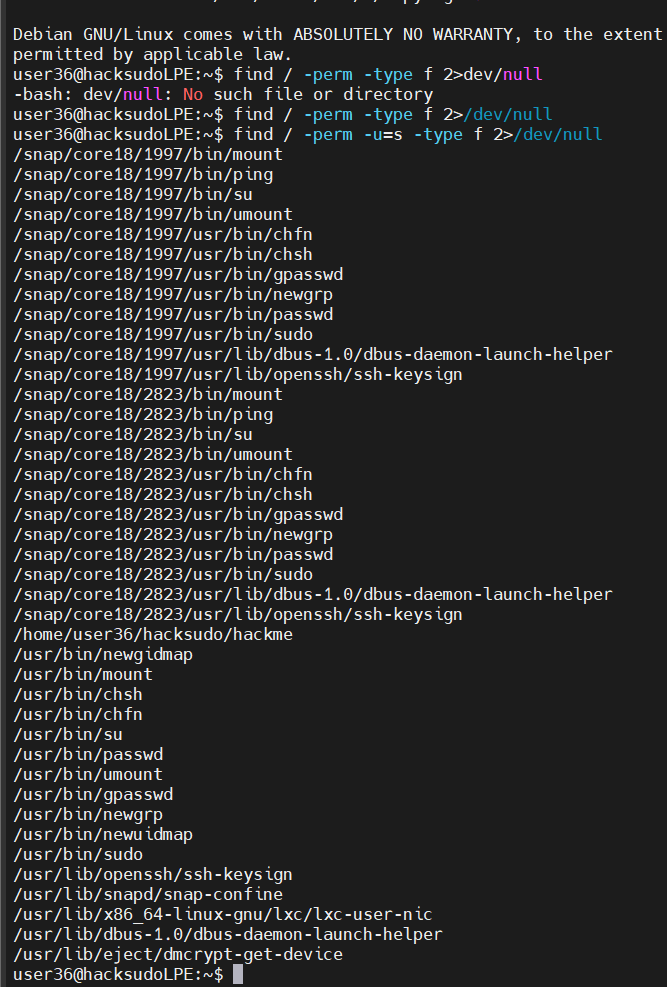 Debian GNU/Linux comes with ABSOLUTELY NO WARRANTY, to the extent
permitted by applicable law.
user36@hacksudoLPE:~$ find / -perm -type f 2>dev/null
-bash: dev/null: No such file or directory
user36@hacksudoLPE:~$ find / -perm -type f 2>/dev/null
user36@hacksudoLPE:~$ find / -perm -u=s -type f 2>/dev/null
/snap/core18/1997/bin/mount
/snap/core18/1997/bin/ping
/snap/core18/1997/bin/su
/snap/core18/1997/bin/umount
/snap/core18/1997/usr/bin/chfn
/snap/core18/1997/usr/bin/chsh
/snap/core18/1997/usr/bin/gpasswd
/snap/core18/1997/usr/bin/newgrp
/snap/core18/1997/usr/bin/passwd
/snap/core18/1997/usr/bin/sudo
/snap/core18/1997/usr/lib/dbus-1.0/dbus-daemon-launch-helper
/snap/core18/1997/usr/lib/openssh/ssh-keysign
/snap/core18/2823/bin/mount
/snap/core18/2823/bin/ping
/snap/core18/2823/bin/su
/snap/core18/2823/bin/umount
/snap/core18/2823/usr/bin/chfn
/snap/core18/2823/usr/bin/chsh
/snap/core18/2823/usr/bin/gpasswd
/snap/core18/2823/usr/bin/newgrp
/snap/core18/2823/usr/bin/passwd
/snap/core18/2823/usr/bin/sudo
/snap/core18/2823/usr/lib/dbus-1.0/dbus-daemon-launch-helper
/snap/core18/2823/usr/lib/openssh/ssh-keysign
/home/user36/hacksudo/hackme
/usr/bin/newgidmap
/usr/bin/mount
/usr/bin/chsh
/usr/bin/chfn
/usr/bin/su
/usr/bin/passwd
/usr/bin/umount
/usr/bin/gpasswd
/usr/bin/newgrp
/usr/bin/newuidmap
/usr/bin/sudo
/usr/lib/openssh/ssh-keysign
/usr/lib/snapd/snap-confine
/usr/lib/x86_64-linux-gnu/lxc/lxc-user-nic
/usr/lib/dbus-1.0/dbus-daemon-launch-helper
/usr/lib/eject/dmcrypt-get-device
user36@hacksudoLPE:~$